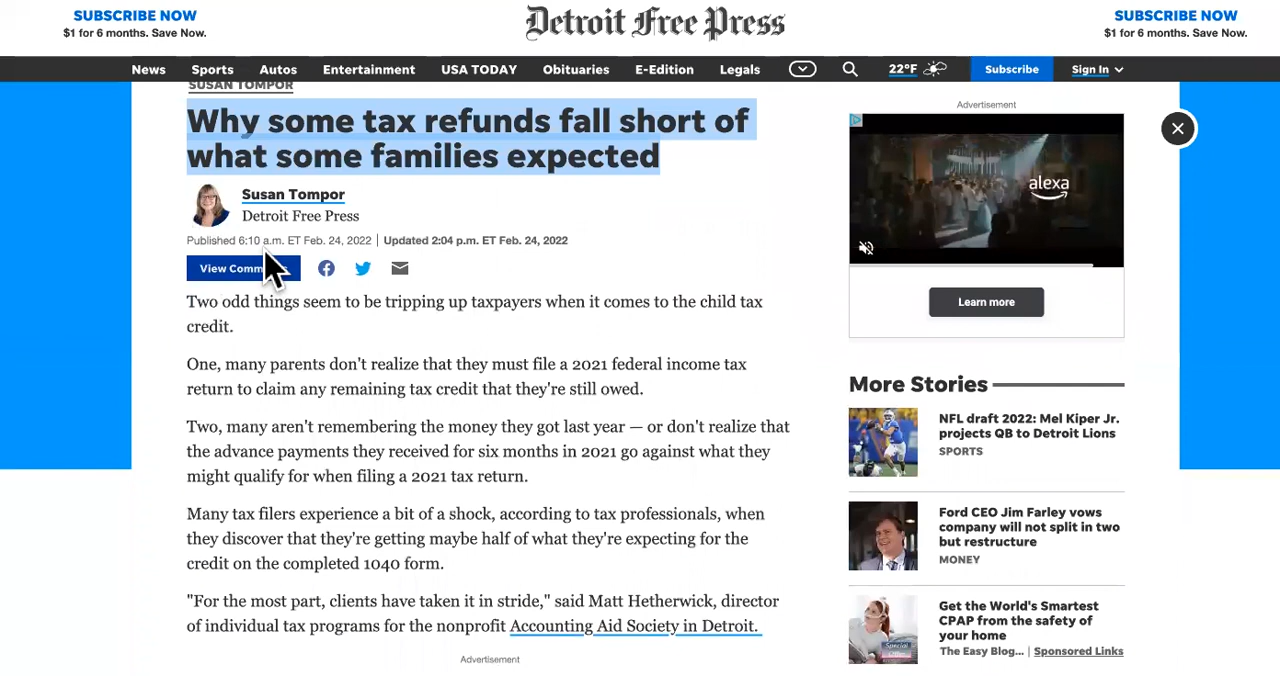 SUBSCRIBE NOW
$1 for 6 months. Save Now.
Detroit Free Press
SUBSCRIBE NOW
$1 for 6 months. Save Now.
News Sports Autos Entertainment USA TODAY Obituaries E-Edition Legals 22°F Subscribe Sign In
SUSAN TOMPOR
Why some tax refunds fall short of
what some families expected
Susan Tompor
Detroit Free Press
Published 6:10 a.m. ET Feb. 24, 2022 | Updated 2:04 p.m. ET Feb. 24, 2022
View
Two odd things seem to be tripping up taxpayers when it comes to the child tax
credit.
One, many parents don't realize that they must file a 2021 federal income tax
return to claim any remaining tax credit that they're still owed.
Two, many aren't remembering the money they got last year — or don't realize that
the advance payments they received for six months in 2021 go against what they
might qualify for when filing a 2021 tax return.
Many tax filers experience a bit of a shock, according to tax professionals, when
they discover that they're getting maybe half of what they're expecting for the
credit on the completed 1040 form.
"For the most part, clients have taken it in stride," said Matt Hetherwick, director
of individual tax programs for the nonprofit Accounting Aid Society in Detroit.
Advertisement
Advertisement
alexa
Learn more
More Stories
NFL draft 2022: Mel Kiper Jr.
projects QB to Detroit Lions
SPORTS
Ford CEO Jim Farley vows
company will not split in two
but restructure
MONEY
Get the World's Smartest
CPAP from the safety of
your home
The Easy Blog... | Sponsored Links
Special